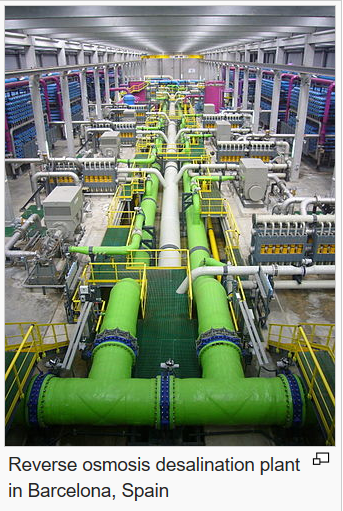 Reverse osmosis desalination plant
in Barcelona, Spain